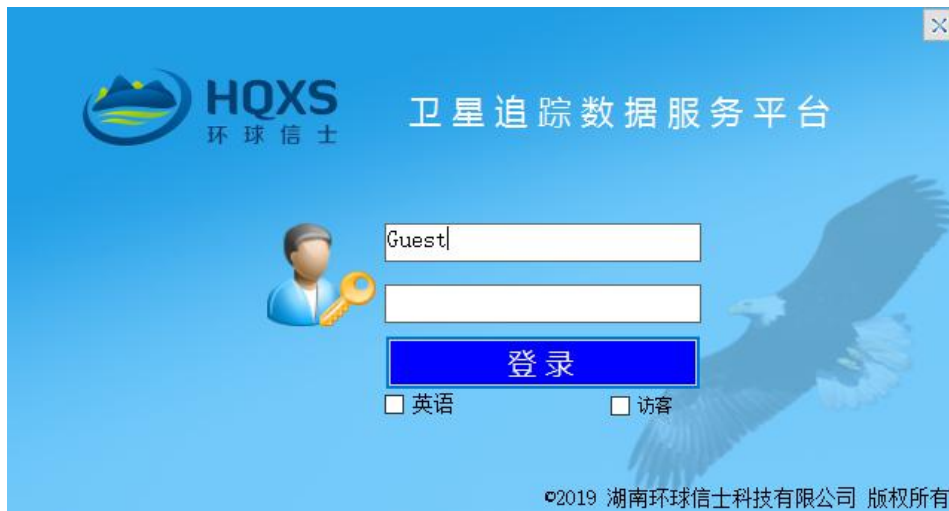 HQXS
环球信士
卫星追踪数据服务平台
Guest
登录
英语
访客
©2019 湖南环球信士科技有限公司 版权所有